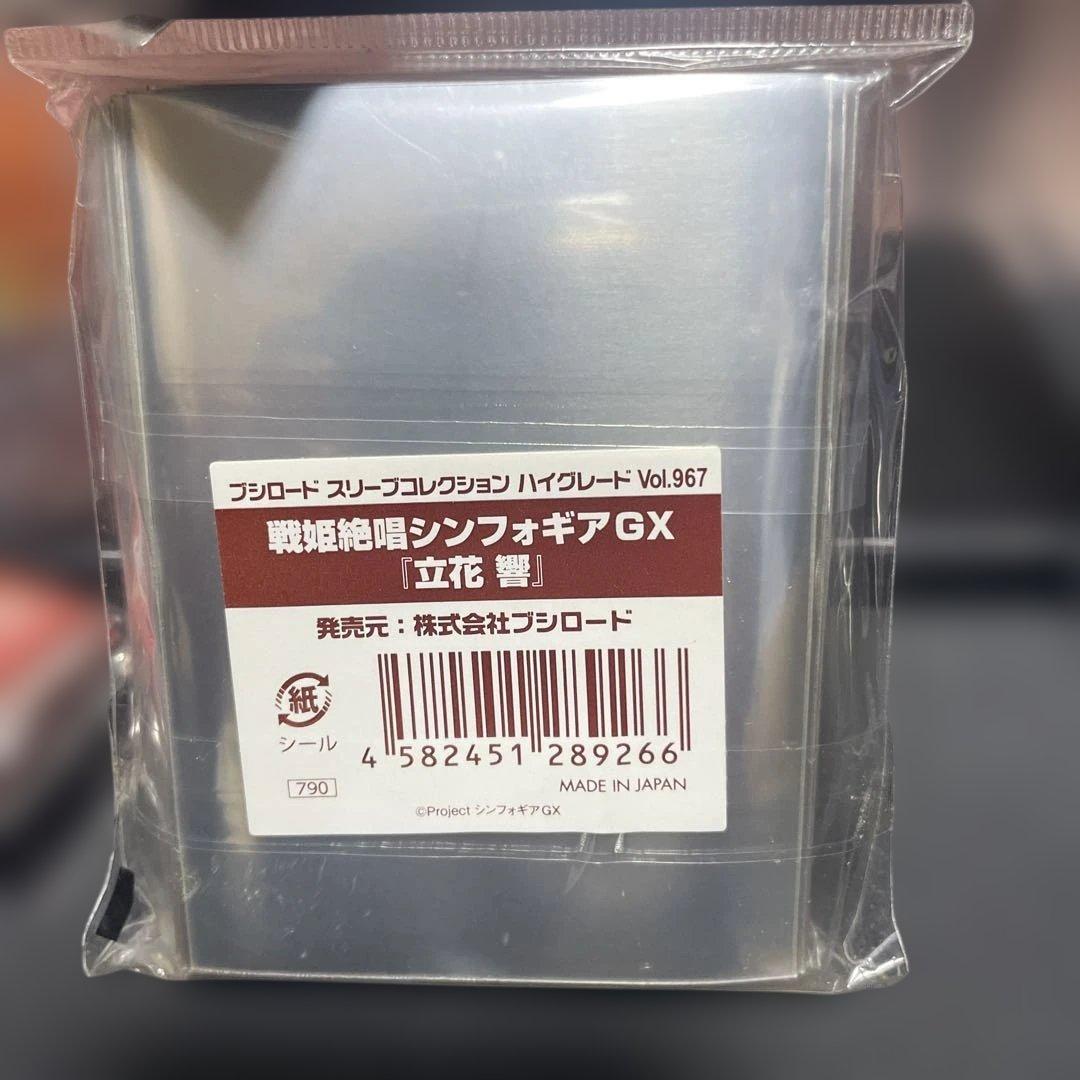 ブシロード スリーブコレクション ハイグレード Vol.967
戦姫絶唱シンフォギアGX
『立花 響』
発売元：株式会社ブシロード
紙
シール
4 582451 289266
790
MADE IN JAPAN
©Project シンフォギアGX